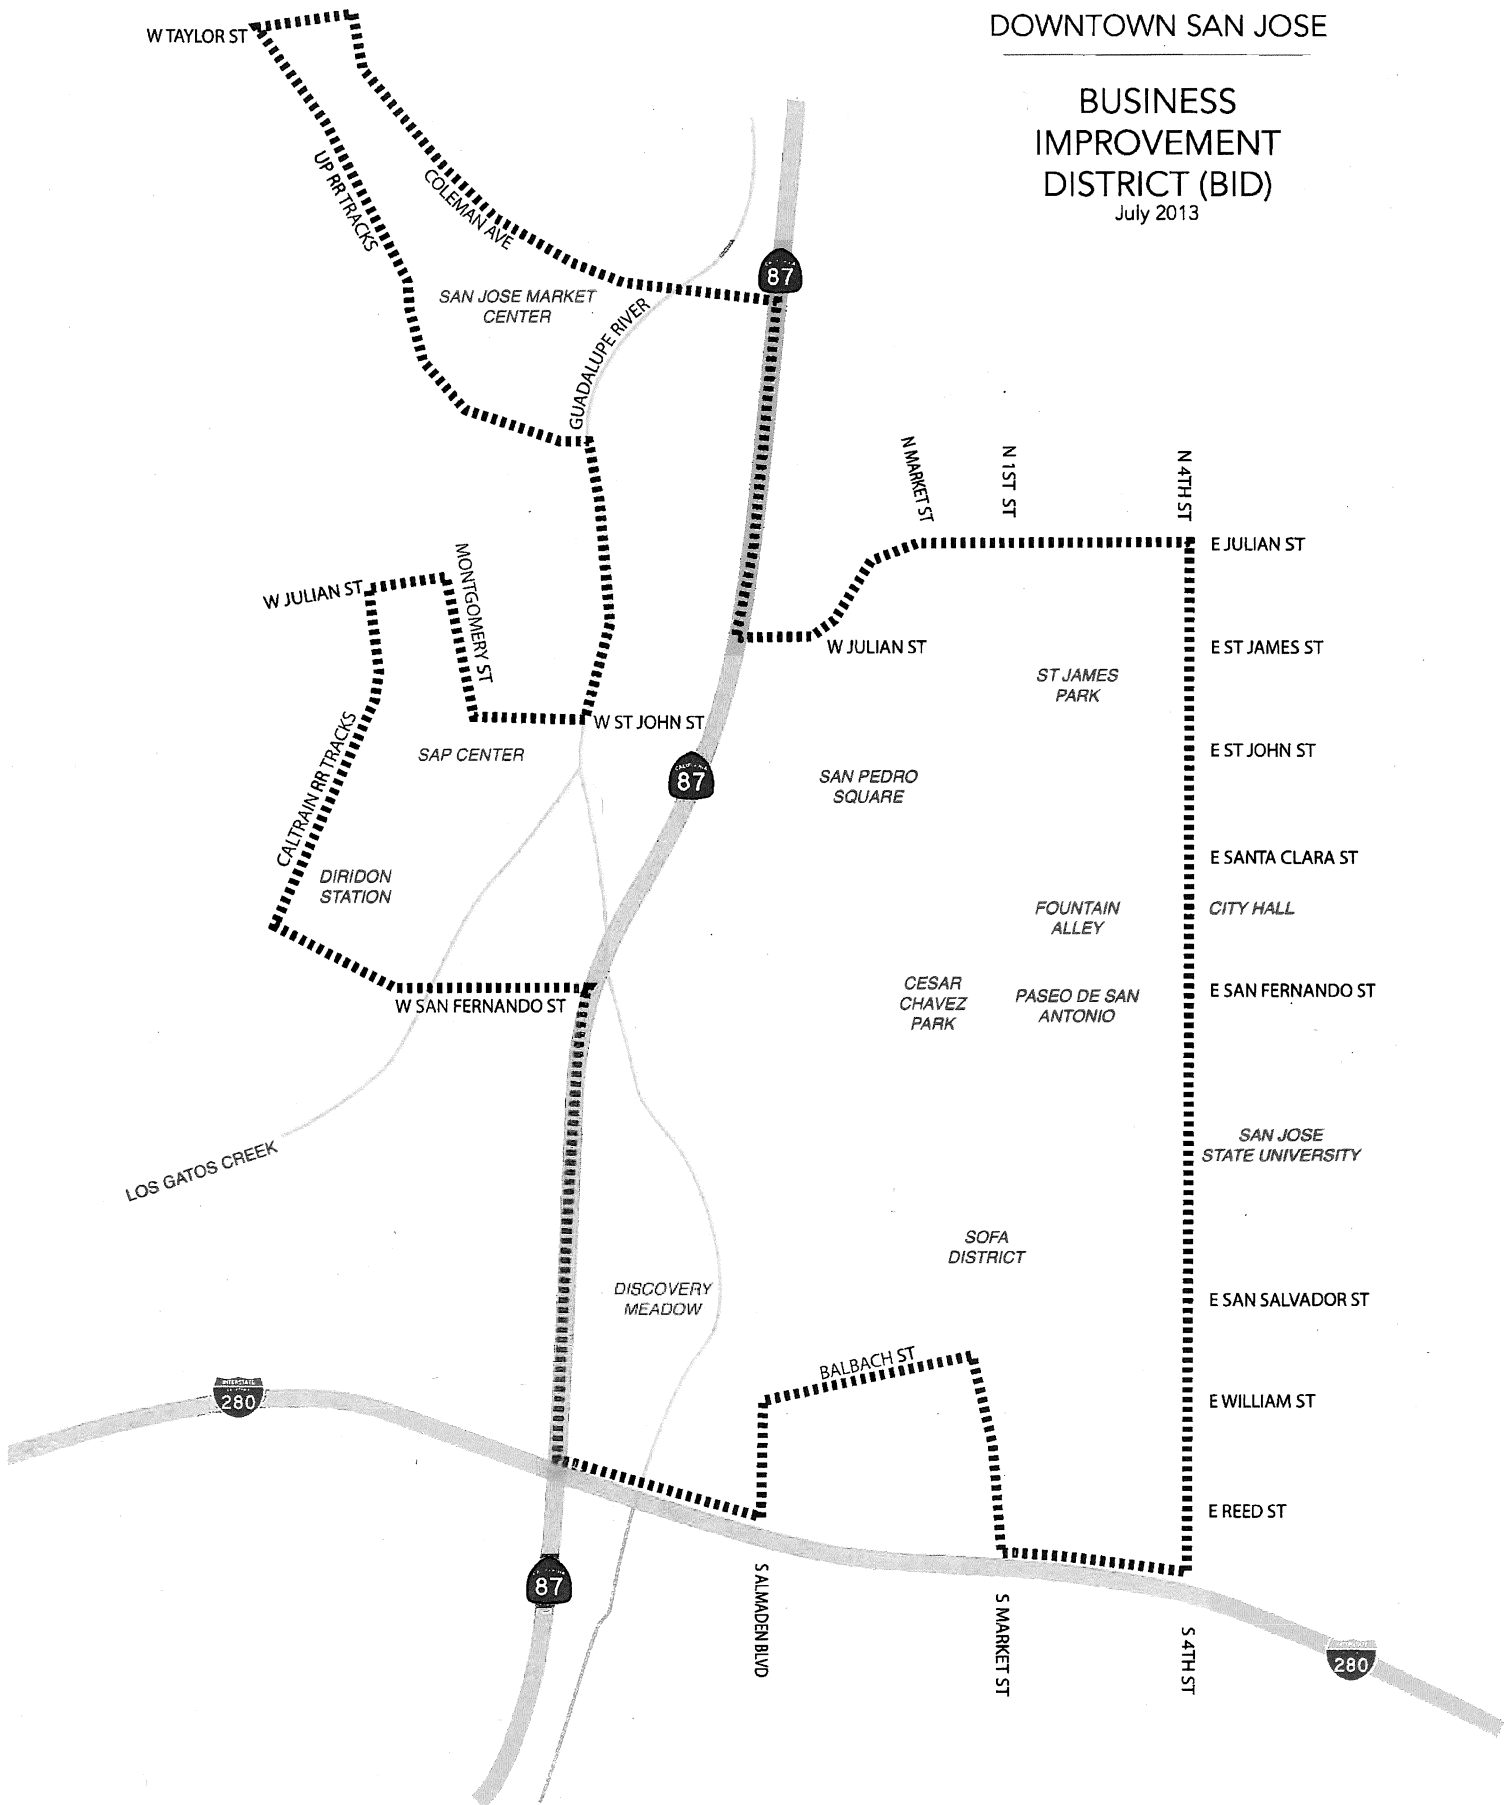 DOWNTOWN SAN JOSE
BUSINESS
IMPROVEMENT
DISTRICT (BID)
July 2013
W TAYLOR ST
UP RR TRACKS
COLEMAN AVE
SAN JOSE MARKET
CENTER
GUADALUPE RIVER
87
N MARKET ST
N 1ST ST
N 4TH ST
E JULIAN ST
W JULIAN ST
MONTGOMERY ST
W JULIAN ST
E ST JAMES ST
ST JAMES
PARK
W ST JOHN ST
CALTRAIN RR TRACKS
SAP CENTER
87
SAN PEDRO
SQUARE
E ST JOHN ST
E SANTA CLARA ST
DIRIDON
STATION
FOUNTAIN
ALLEY
CITY HALL
W SAN FERNANDO ST
CESAR
CHAVEZ
PARK
PASEO DE SAN
ANTONIO
E SAN FERNANDO ST
LOS GATOS CREEK
SAN JOSE
STATE UNIVERSITY
SOFA
DISTRICT
DISCOVERY
MEADOW
E SAN SALVADOR ST
BALBACH ST
INTERSTATE
280
E WILLIAM ST
E REED ST
87
S ALMADEN BLVD
S MARKET ST
S 4TH ST
280